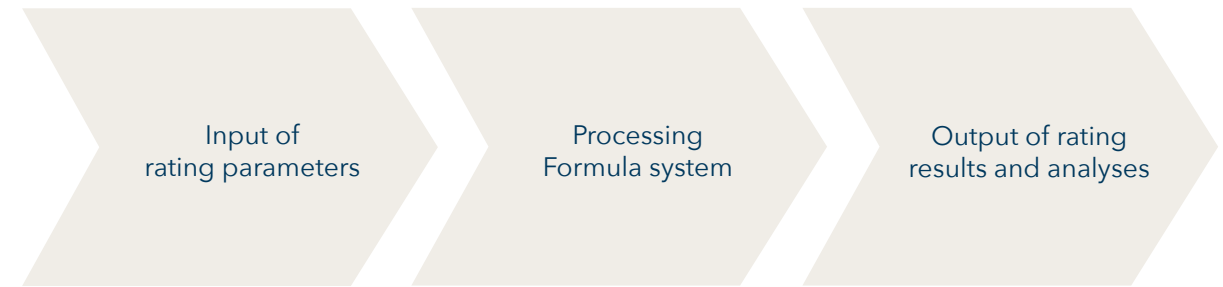 Input of
rating parameters
Processing
Formula system
Output of rating
results and analyses